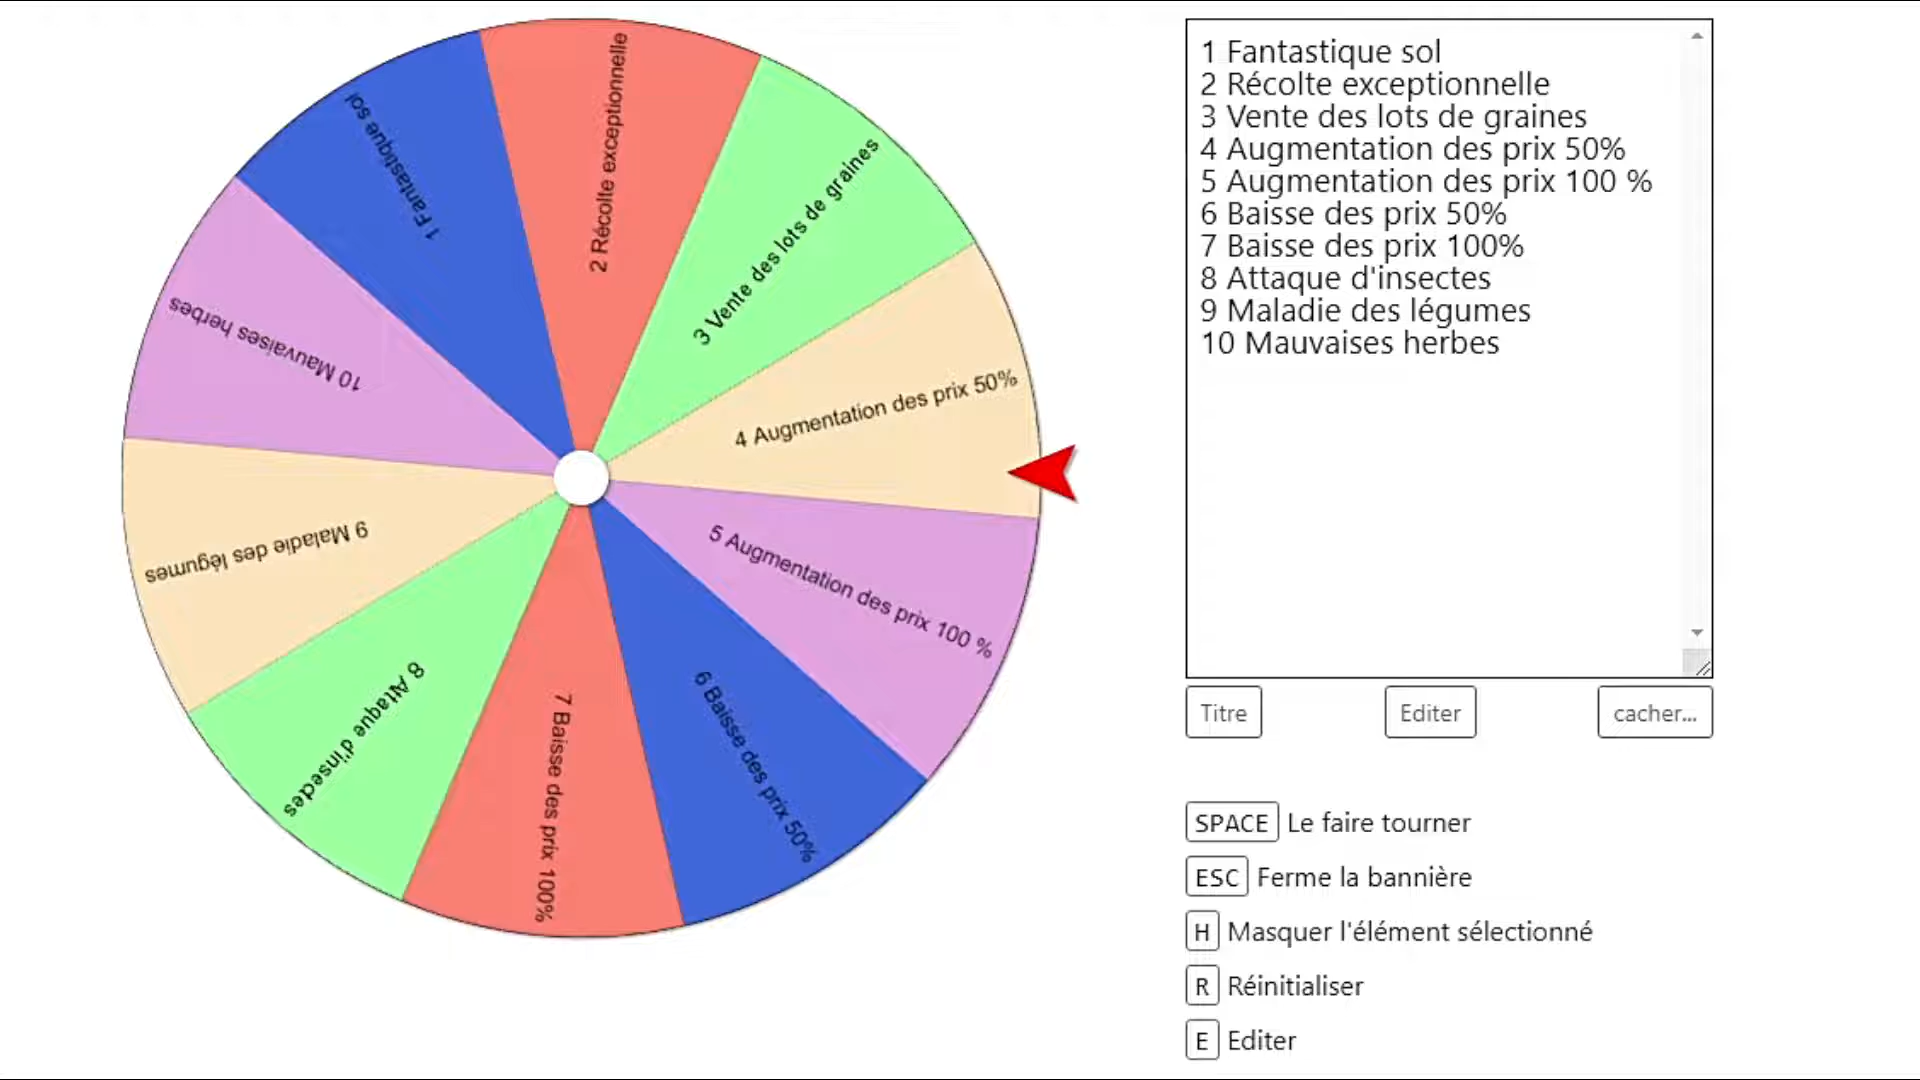 1 Fantastique sol
2 Récolte exceptionnelle
3 Vente des lots de graines
4 Augmentation des prix 50%
5 Augmentation des prix 100 %
6 Baisse des prix 50%
7 Baisse des prix 100%
8 Attaque d'insectes
9 Maladie des légumes
10 Mauvaises herbes
1 Fantastique sol
2 Récolte exceptionnelle
3 Vente des lots de graines
4 Augmentation des prix 50%
5 Augmentation des prix 100 %
6 Baisse des prix 50%
7 Baisse des prix 100%
8 Attaque d'insectes
9 Maladie des légumes
10 Mauvaises herbes
Titre
Editer
cacher...
SPACE Le faire tourner
ESC Ferme la bannière
H Masquer l'élément sélectionné
R Réinitialiser
E Editer